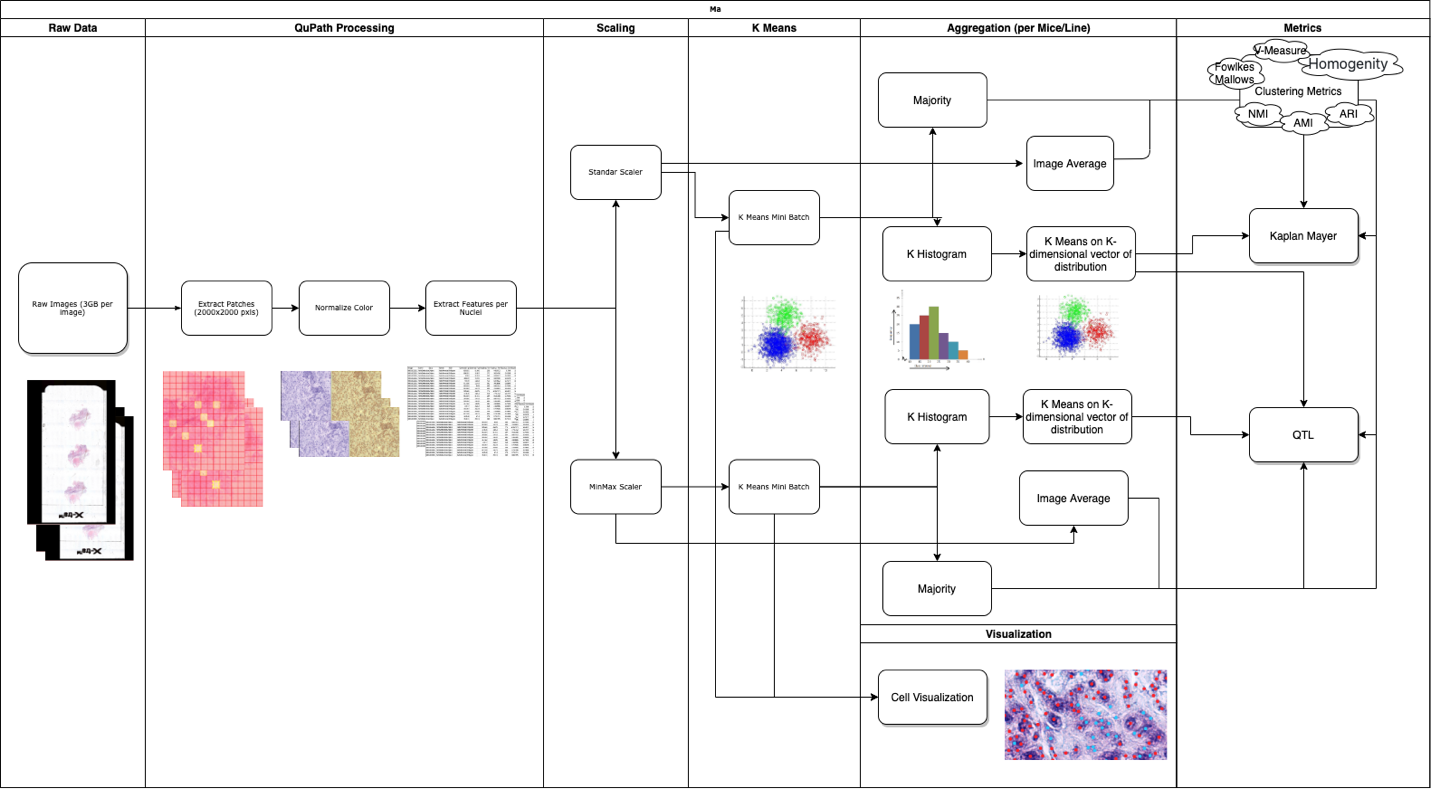 Ma
Raw Data
QuPath Processing
Scaling
K Means
Aggregation (per Mice/Line)
Metrics
V-Measure
Fowlkes
Mallows
Homogenity
Clustering Metrics
NMI
AMI
ARI
Majority
Image Average
Standar Scaler
K Means Mini Batch
K Histogram
K Means on K-
dimensional vector of
distribution
Kaplan Mayer
Raw Images (3GB per
image)
Extract Patches
(2000x2000 pxls)
Normalize Color
Extract Features per
Nuclei
K Histogram
K Means on K-
dimensional vector of
distribution
QTL
MinMax Scaler
K Means Mini Batch
Image Average
Majority
Visualization
Cell Visualization